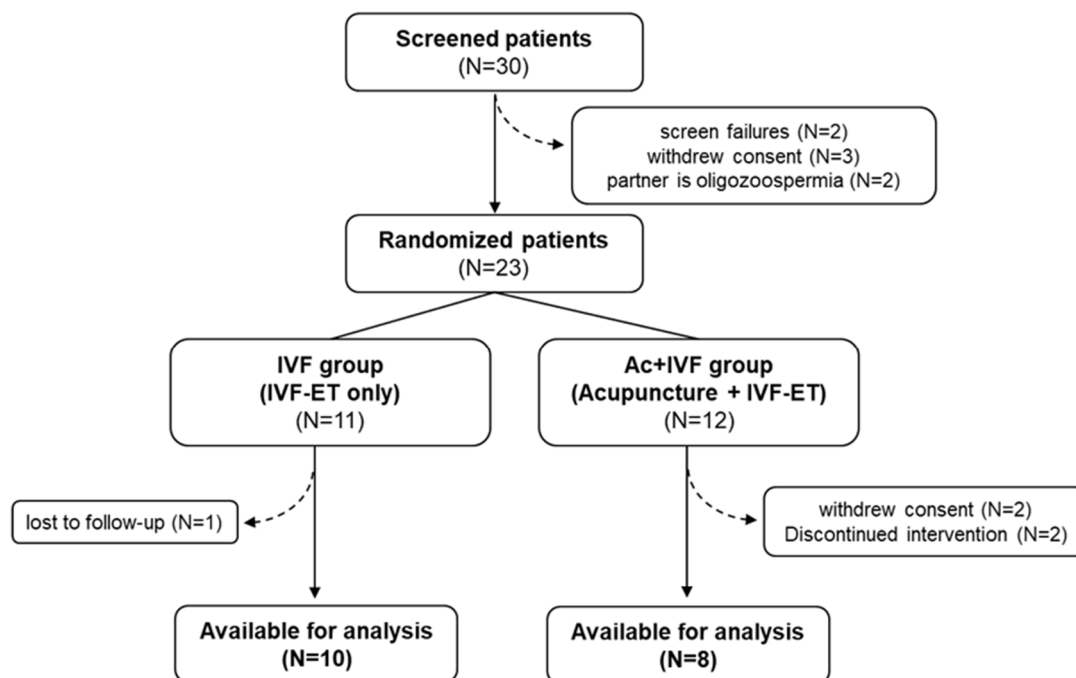 Screened patients
(N=30)
screen failures (N=2)
withdrew consent (N=3)
partner is oligozoospermia (N=2)
Randomized patients
(N=23)
IVF group
(IVF-ET only)
(N=11)
Ac+IVF group
(Acupuncture + IVF-ET)
(N=12)
lost to follow-up (N=1)
withdrew consent (N=2)
Discontinued intervention (N=2)
Available for analysis
(N=10)
Available for analysis
(N=8)